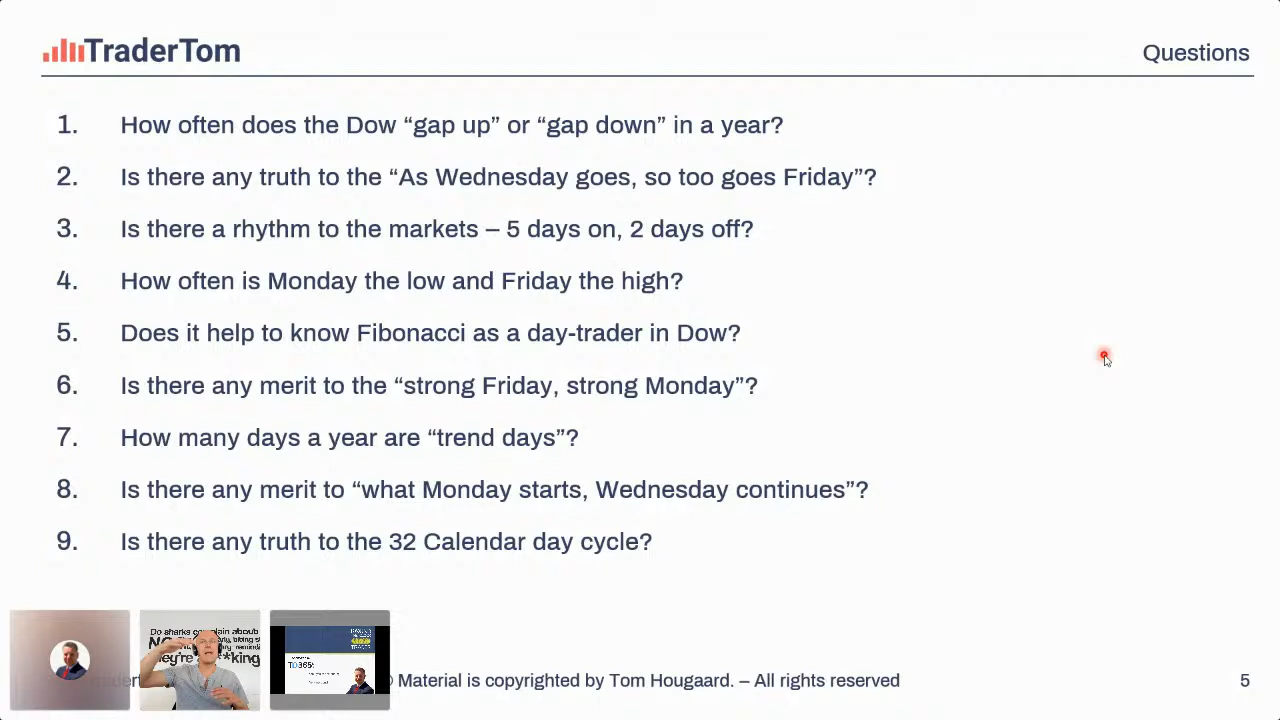 TraderTom
Questions
1. How often does the Dow “gap up” or “gap down” in a year?
2. Is there any truth to the “As Wednesday goes, so too goes Friday”?
3. Is there a rhythm to the markets – 5 days on, 2 days off?
4. How often is Monday the low and Friday the high?
5. Does it help to know Fibonacci as a day-trader in Dow?
6. Is there any merit to the “strong Friday, strong Monday”?
7. How many days a year are “trend days”?
8. Is there any merit to “what Monday starts, Wednesday continues”?
9. Is there any truth to the 32 Calendar day cycle?
Do sharks complain about
Material is copyrighted by Tom Hougaard. – All rights reserved
5